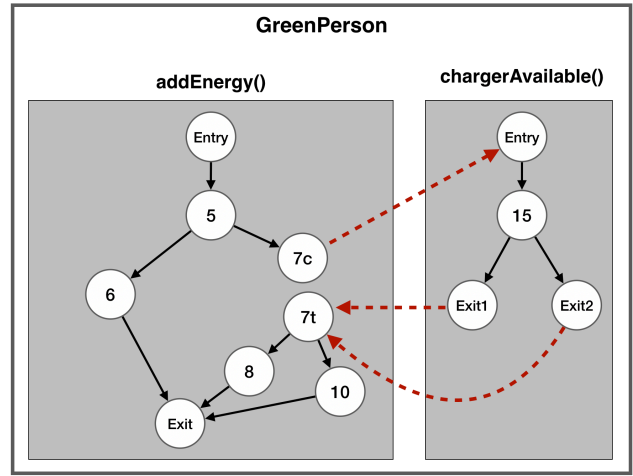 GreenPerson
addEnergy()
chargerAvailable()
Entry
5
7c
6
7t
8
10
Exit
Entry
15
Exit1
Exit2